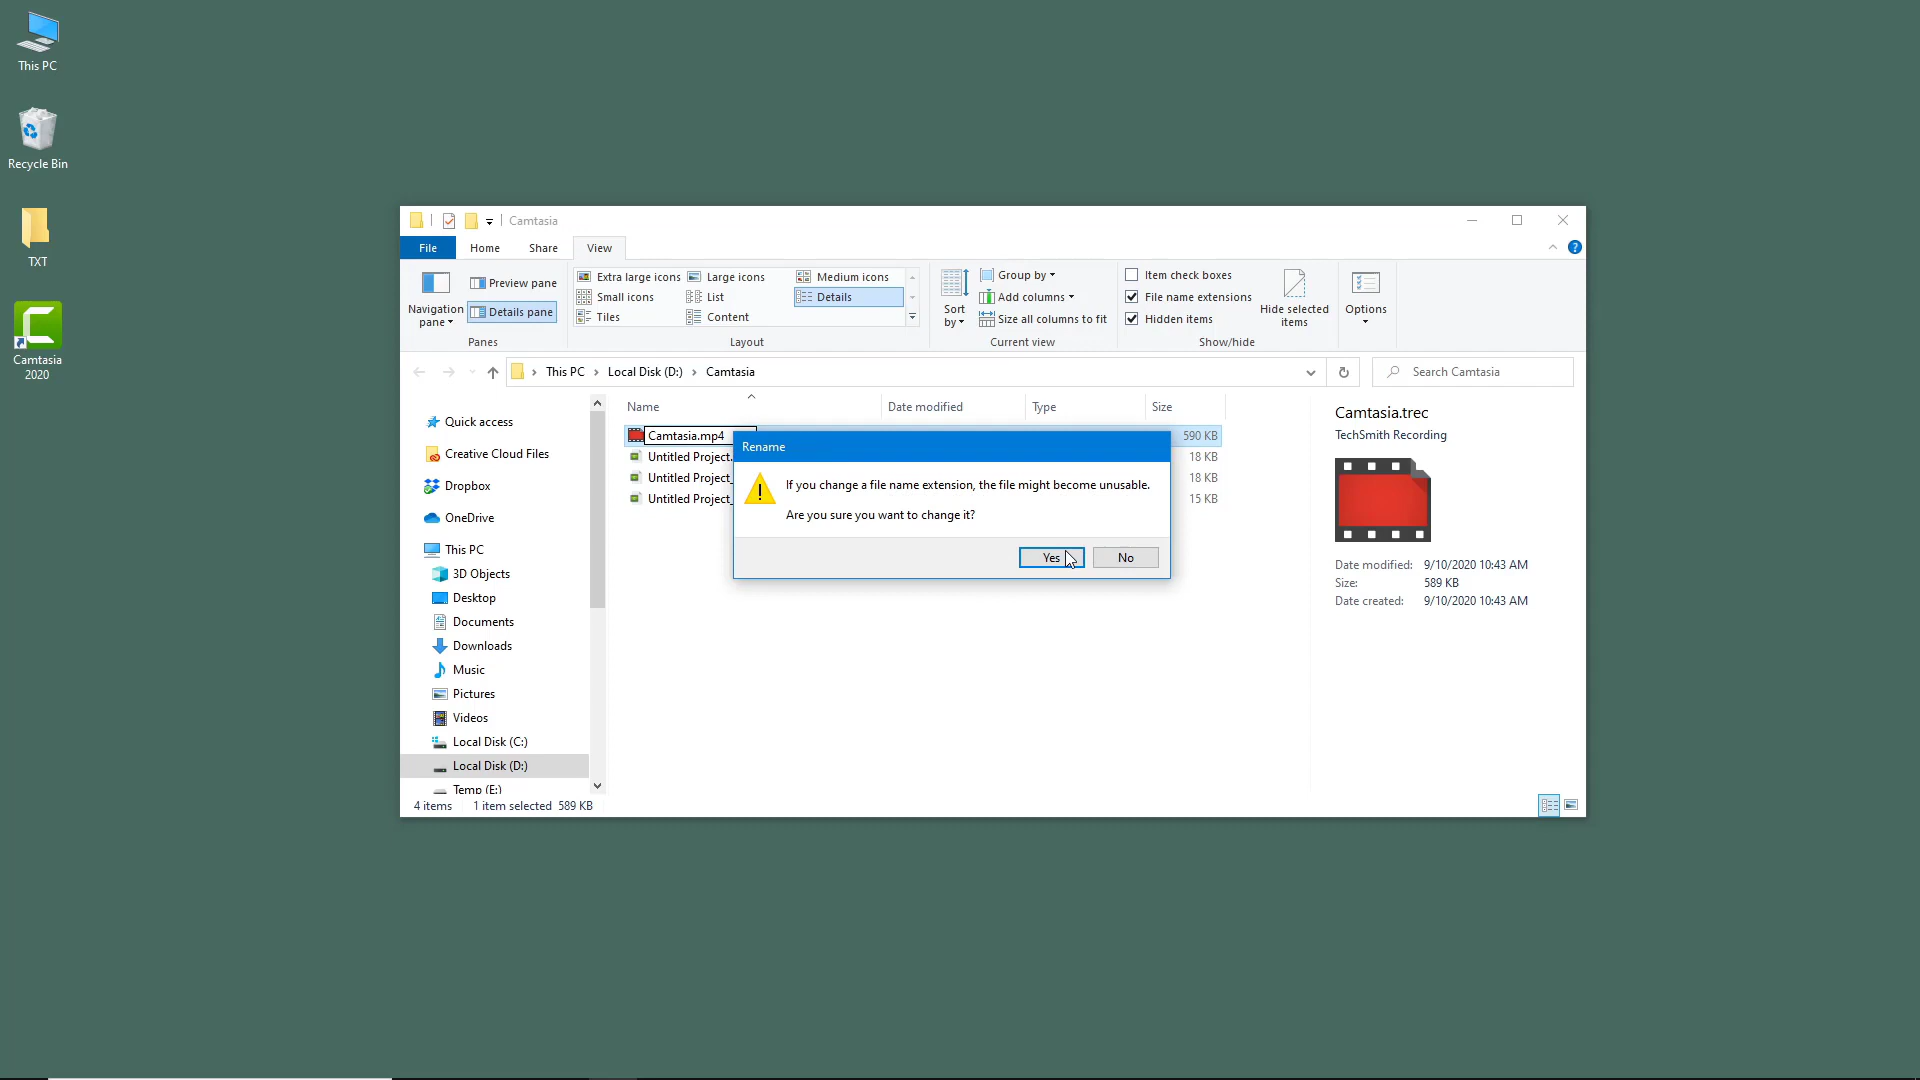 This PC
Recycle Bin
TXT
Camtasia
2020
Camtasia
File
Home
Share
View
?
Navigation
pane
Preview pane
Details pane
Panes
Extra large icons
Large icons
Medium icons
Small icons
List
Details
Tiles
Content
Layout
Sort
by
Group by
Add columns
Size all columns to fit
Current view
Item check boxes
File name extensions
Hidden items
Hide selected
items
Show/hide
Options
This PC > Local Disk (D:) > Camtasia
Search Camtasia
Quick access
Creative Cloud Files
Dropbox
OneDrive
This PC
3D Objects
Desktop
Documents
Downloads
Music
Pictures
Videos
Local Disk (C:)
Local Disk (D:)
Temp (E:)
Name
Date modified
Type
Size
Camtasia.mp4
590 KB
Untitled Project.
18 KB
Untitled Project_
18 KB
Untitled Project_
15 KB
Rename
If you change a file name extension, the file might become unusable.
Are you sure you want to change it?
Yes
No
Camtasia.trec
TechSmith Recording
Date modified: 9/10/2020 10:43 AM
Size: 589 KB
Date created: 9/10/2020 10:43 AM
4 items
1 item selected 589 KB